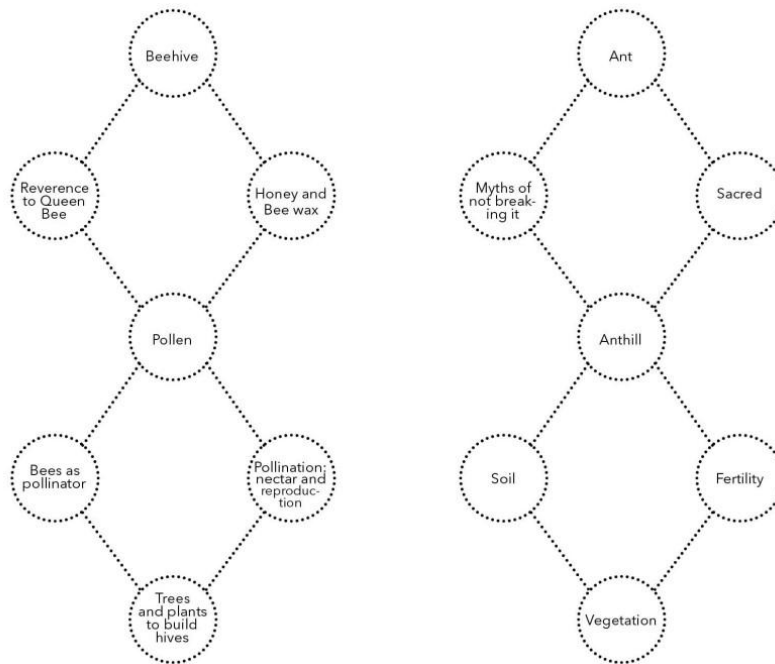 Beehive
Reverence
to Queen
Bee
Honey and
Bee wax
Pollen
Bees as
pollinator
Pollination;
nectar and
reproduc-
tion
Trees
and plants
to build
hives
Ant
Myths of
not break-
ing it
Sacred
Anthill
Soil
Fertility
Vegetation